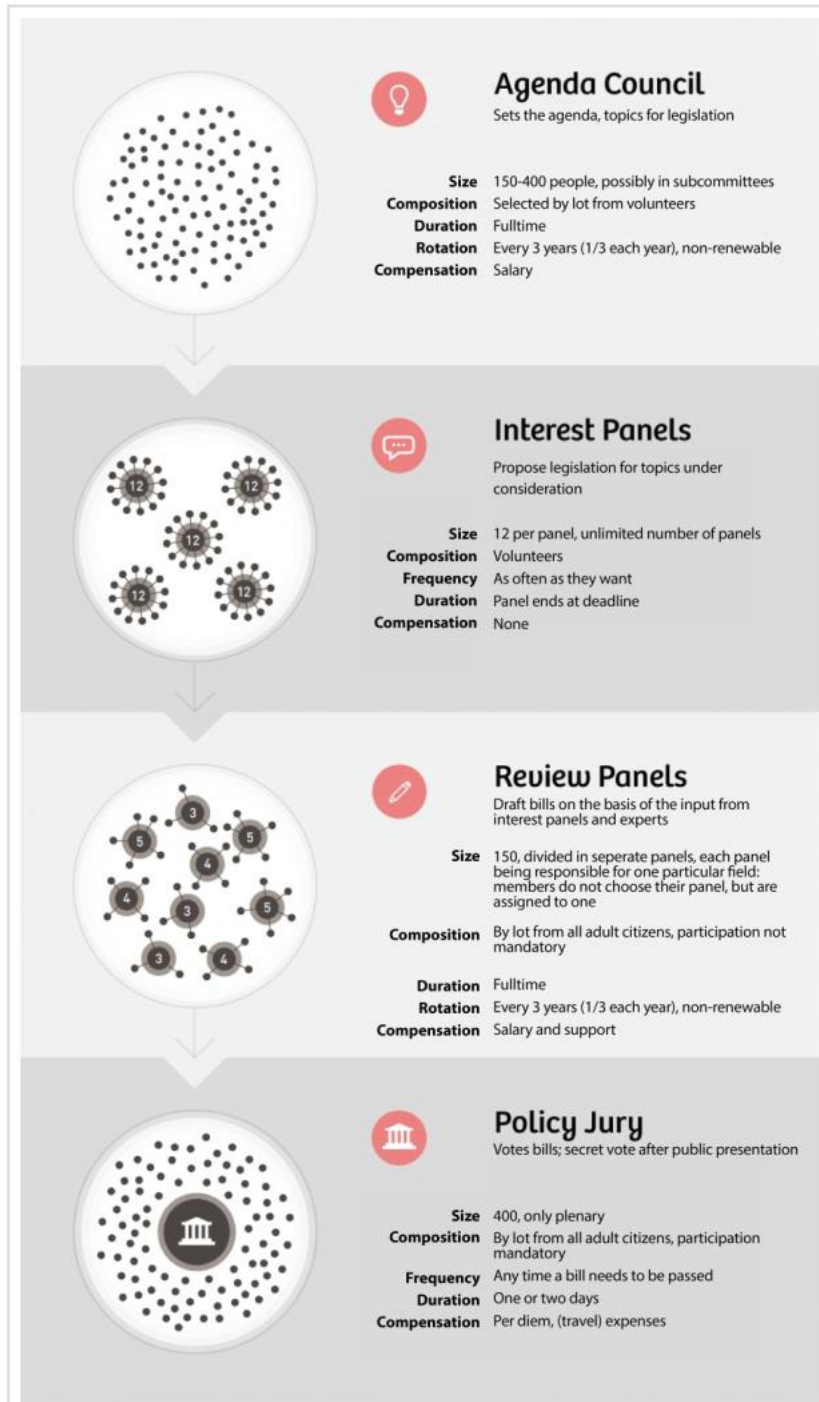 Agenda Council
Sets the agenda, topics for legislation
Size 150-400 people, possibly in subcommittees
Composition Selected by lot from volunteers
Duration Fulltime
Rotation Every 3 years (1/3 each year), non-renewable
Compensation Salary
12
12
12
12
12
Interest Panels
Propose legislation for topics under
consideration
Size 12 per panel, unlimited number of panels
Composition Volunteers
Frequency As often as they want
Duration Panel ends at deadline
Compensation None
3
5
5
4
4
3
5
3
4
Review Panels
Draft bills on the basis of the input from
interest panels and experts
Size 150, divided in seperate panels, each panel
being responsible for one particular field:
members do not choose their panel, but are
assigned to one
Composition By lot from all adult citizens, participation not
mandatory
Duration Fulltime
Rotation Every 3 years (1/3 each year), non-renewable
Compensation Salary and support
Policy Jury
Votes bills; secret vote after public presentation
Size 400, only plenary
Composition By lot from all adult citizens, participation
mandatory
Frequency Any time a bill needs to be passed
Duration One or two days
Compensation Per diem, (travel) expenses